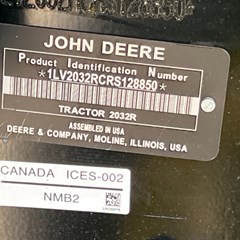 JOHN DEERE
Product Identification Number
*1LV2032RCRS128850*
TRACTOR 2032R
ASSEMBLED IN USA
DEERE & COMPANY, MOLINE, ILLINOIS, USA
CANADA ICES-002
NMB2